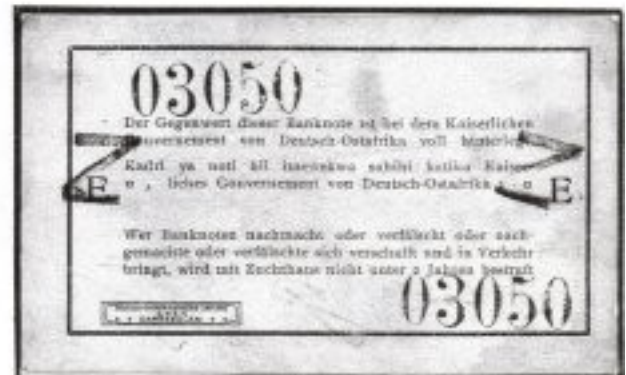 03050
Der Gegenwert dieser Banknote ist bei dem Kaiserlichen
Gouvernement von Deutsch-Ostafrika voll hinterlegt
Kadri ya noti hii imewekwa sahihi katika Kaiser-
E liches Gouvernement von Deutsch-Ostafrika E
Wer Banknoten nachmacht oder verfälscht oder nach-
gemachte oder verfälschte sich verschafft und in Verkehr
bringt, wird mit Zuchthaus nicht unter 2 Jahren bestraft
03050